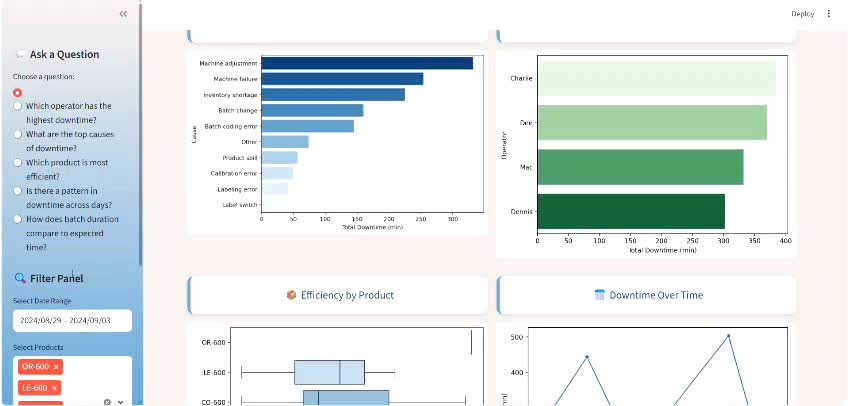 Deploy
Ask a Question
Choose a question:
Which operator has the
highest downtime?
What are the top causes
of downtime?
Which product is most
efficient?
Is there a pattern in
downtime across days?
How does batch duration
compare to expected
time?
Filter Panel
Select Date Range:
2024/08/29 – 2024/09/03
Select Products
OR-600 ×
LE-600 ×
Cause
Machine adjustment
Machine failure
Inventory shortage
Batch change
Batch coding error
Other
Product spill
Calibration error
Labeling error
Label switch
0 50 100 150 200 250 300
Total Downtime (min)
Operator
Charlie
Dee
Mac
Dennis
0 50 100 150 200 250 300 350 400
Total Downtime (min)
Efficiency by Product
OR-600
LE-600
CO-600
Downtime Over Time
500
400